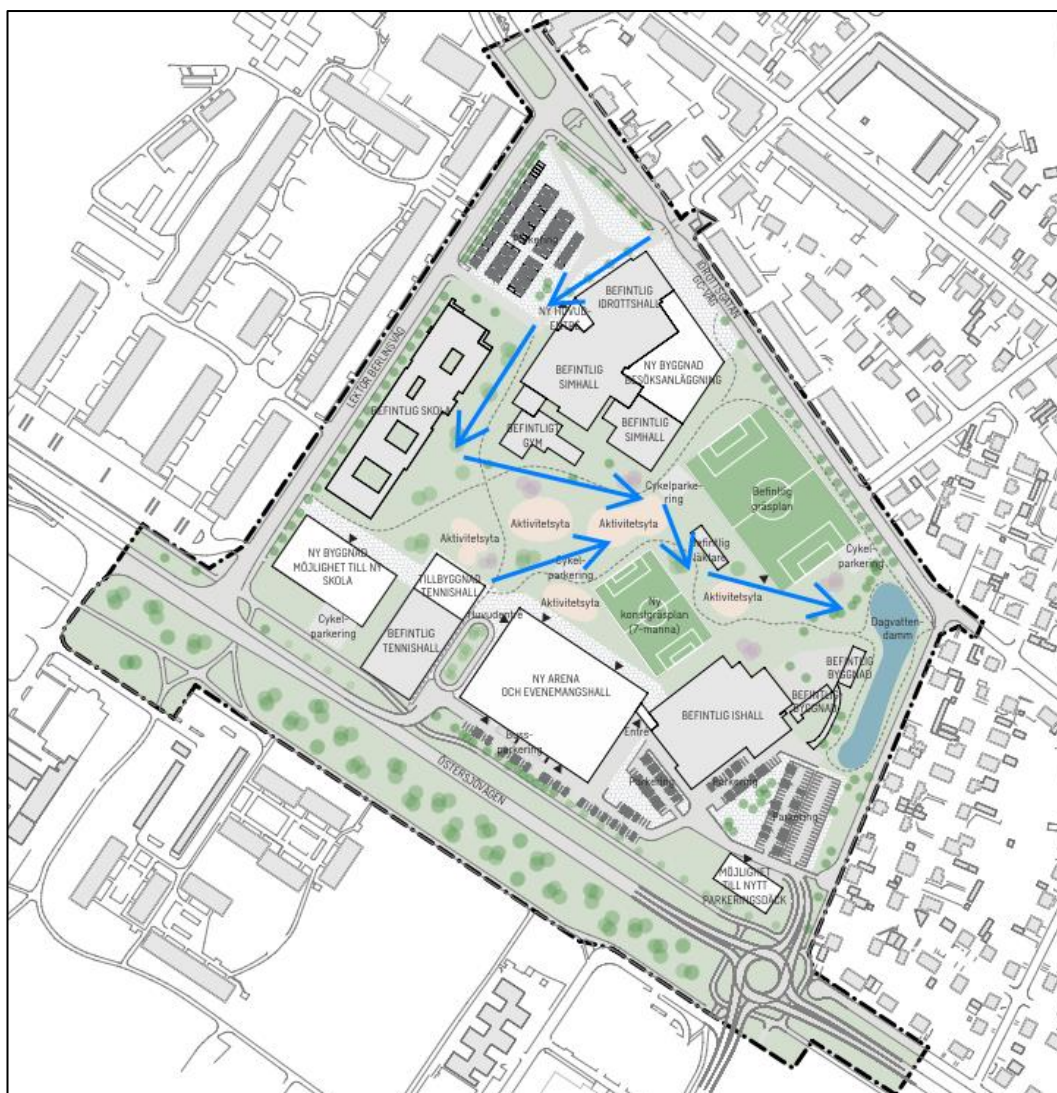 Parkering
IDROTTSGATAN
GC-VÄG
BEFINTLIG
IDROTTSHALL
NY HUVUD-
ENTRÉ
LEKTOR BERLINS VÄG
BEFINTLIG
SIMHALL
NY BYGGNAD
BESÖKSANLÄGGNING
BEFINTLIG SKOLA
BEFINTLIGT
GYM
BEFINTLIG
SIMHALL
Cykelparke-
ring
Befintlig
gräsplan
Aktivitetsyta
Aktivitetsyta
Aktivitetsyta
Befintlig
läktare
Cykel-
parkering
NY BYGGNAD
MÖJLIGHET TILL NY
SKOLA
TILLBYGGNAD
TENNISHALL
Cykel-
parkering
Aktivitetsyta
Aktivitetsyta
Ny
konstgräsplan
(7-manna)
Dagvatten-
damm
Cykel-
parkering
Huvudentré
BEFINTLIG
TENNISHALL
NY ARENA
OCH EVENEMANGSHALL
BEFINTLIG ISHALL
BEFINTLIG
BYGGNAD
BEFINTLIG
BYGGNAD
Buss-
parkering
Entré
ÖSTERSJÖVÄGEN
Parkering
Parkering
Parkering
MÖJLIGHET
TILL NYTT
PARKERINGSDÄCK